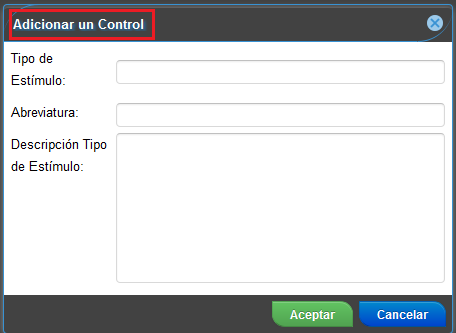 Adicionar un Control
Tipo de
Estímulo:
Abreviatura:
Descripción Tipo
de Estímulo:
Aceptar Cancelar